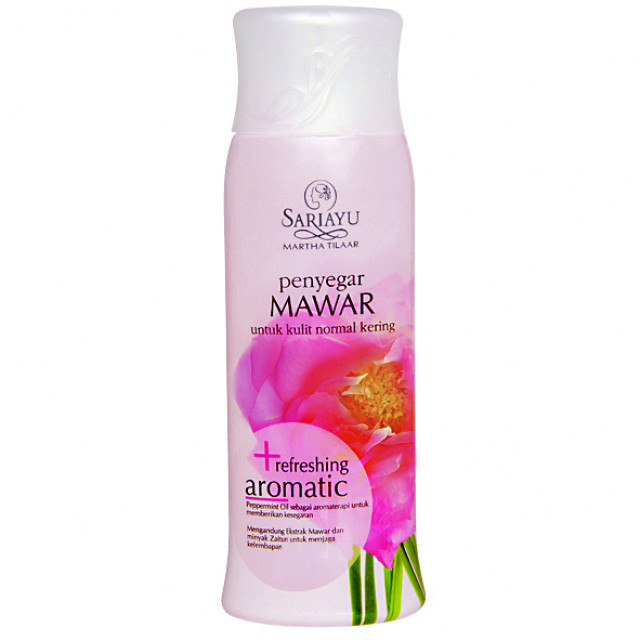 SARIAYU
MARTHA TILAAR
penyegar
MAWAR
untuk kulit normal kering
+refreshing
aromatic
Peppermint Oil sebagai aromaterapi untuk
memberikan kesegaran
Mengandung Ekstrak Mawar dan
minyak Zaitun untuk menjaga
kelembapan